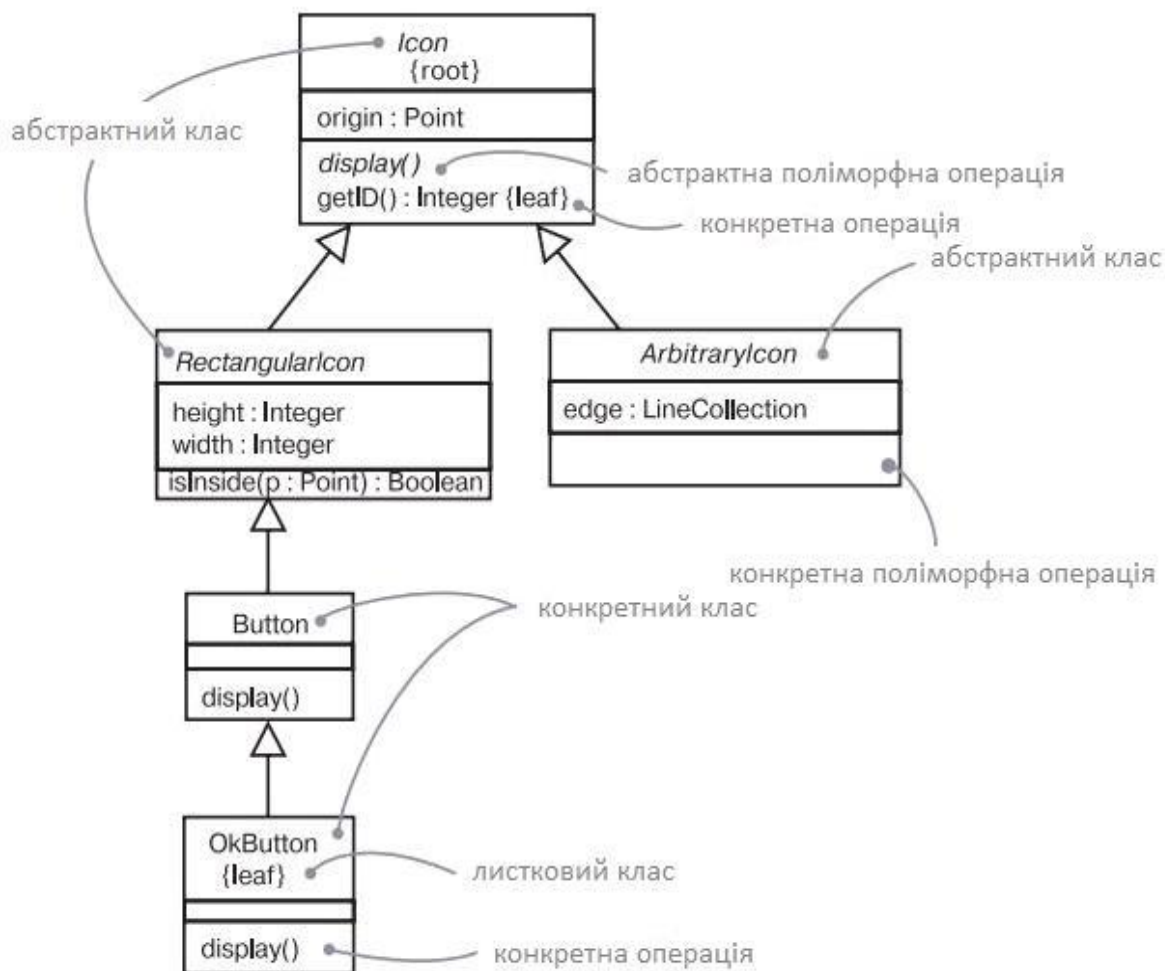 Icon
{root}
абстрактний клас
origin : Point
display()
абстрактна поліморфна операція
getID() : Integer {leaf}
конкретна операція
абстрактний клас
RectangularIcon
ArbitraryIcon
height : Integer
width : Integer
edge : LineCollection
isInside(p : Point) : Boolean
конкретна поліморфна операція
конкретний клас
Button
display()
OkButton
{leaf}
листковий клас
display()
конкретна операція